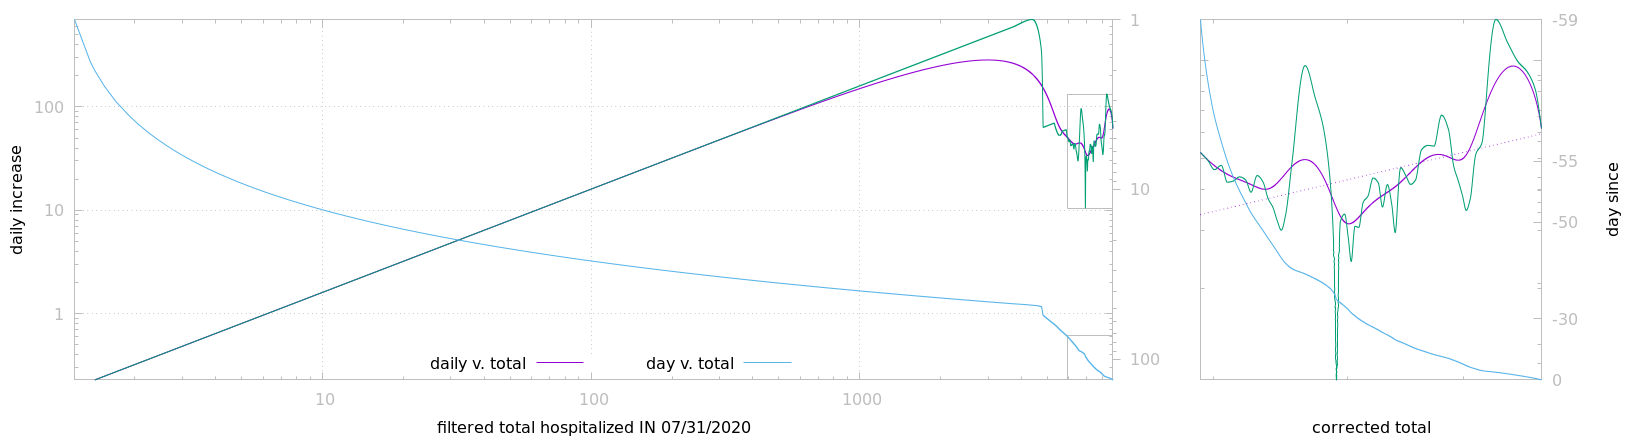 daily increase
100
10
1
daily v. total
day v. total
10
100
1000
filtered total hospitalized IN 07/31/2020
1
10
100
-59
-55
-50
-30
0
day since
corrected total